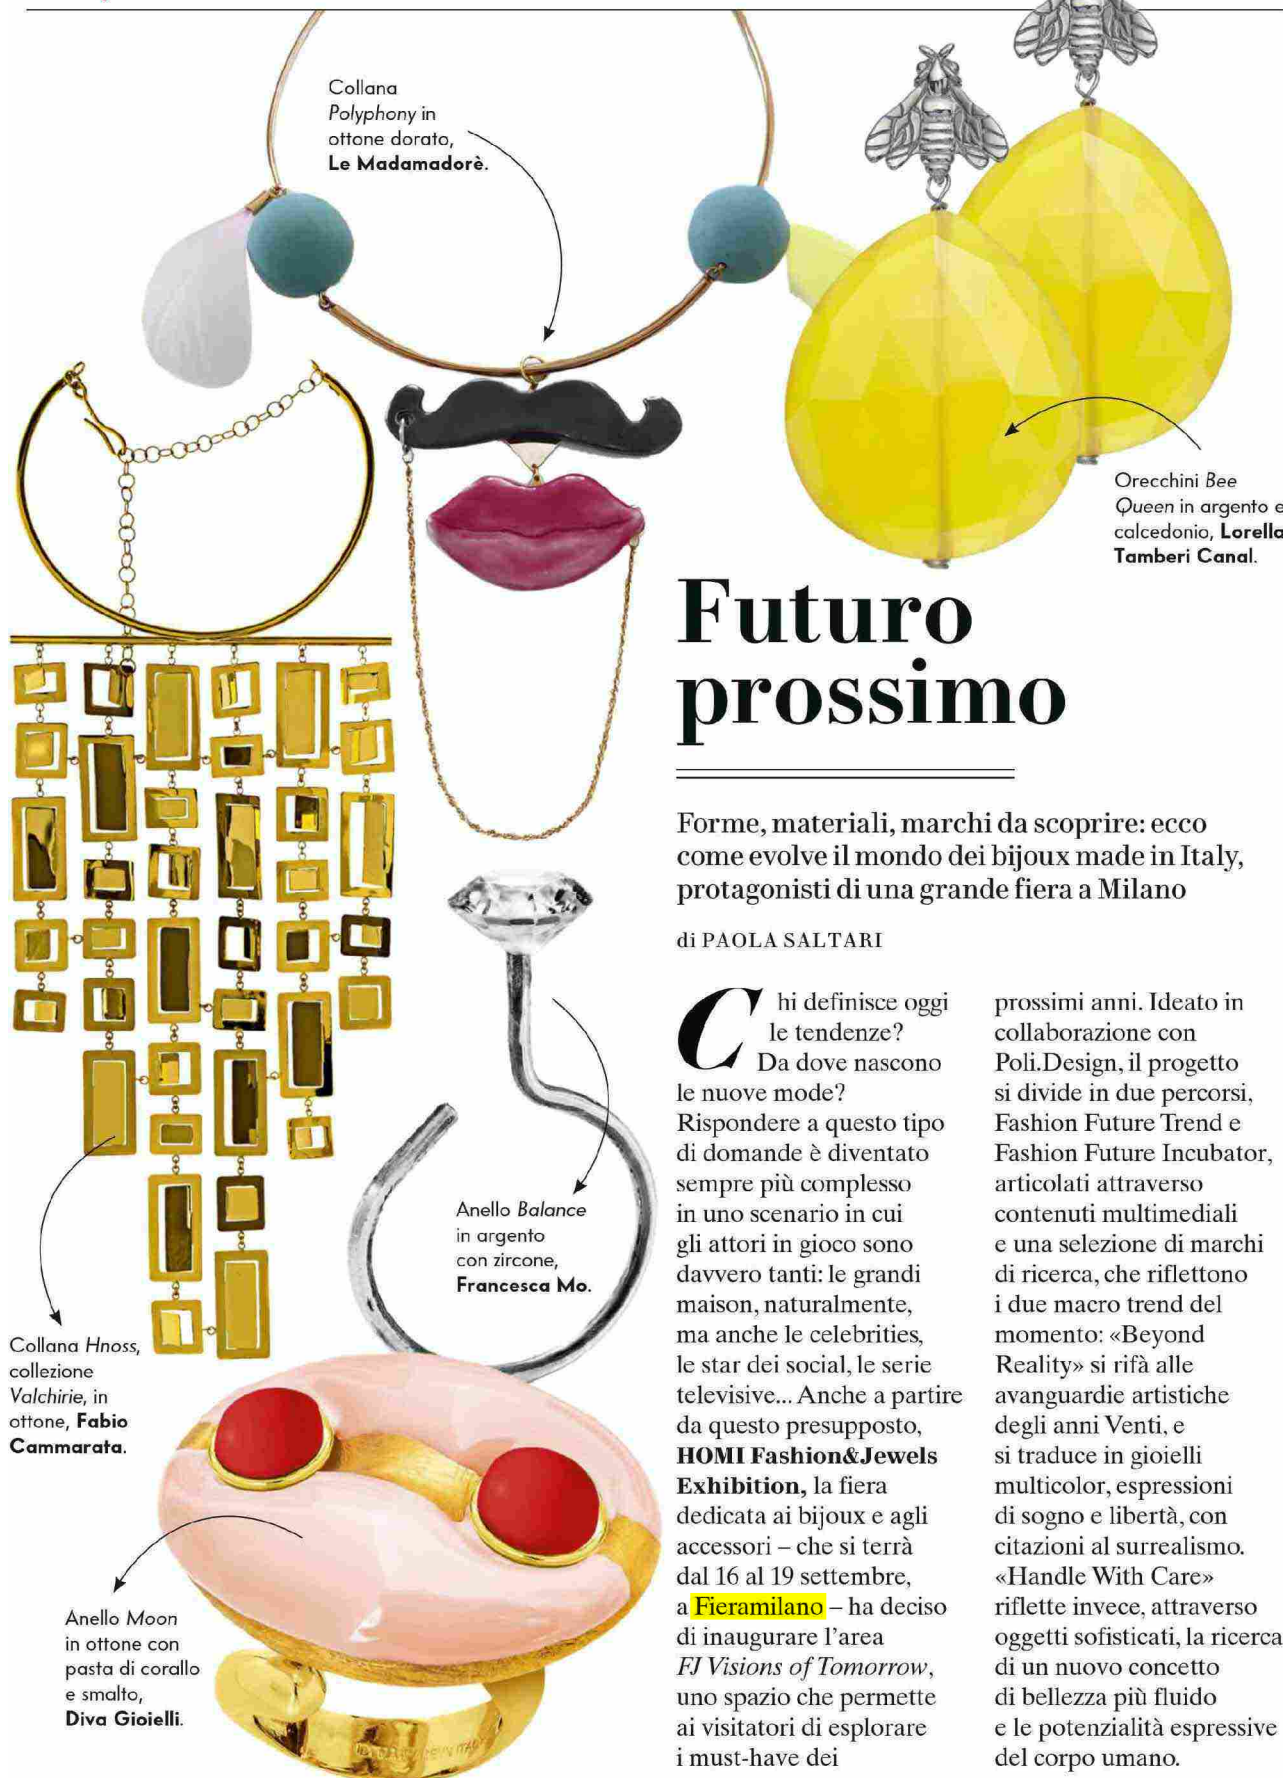 Collana
Polyphony in
ottone dorato,
Le Madamadorè.
Orecchini Bee
Queen in argento e
calcedonio, Lorella
Tamberi Canal.
Futuro
prossimo
Forme, materiali, marchi da scoprire: ecco
come evolve il mondo dei bijoux made in Italy,
protagonisti di una grande fiera a Milano
di PAOLA SALTARI
Chi definisce oggi
le tendenze?
Da dove nascono
le nuove mode?
Rispondere a questo tipo
di domande è diventato
sempre più complesso
in uno scenario in cui
gli attori in gioco sono
davvero tanti: le grandi
maison, naturalmente,
ma anche le celebrities,
le star dei social, le serie
televisive... Anche a partire
da questo presupposto,
HOMI Fashion&Jewels
Exhibition, la fiera
dedicata ai bijoux e agli
accessori – che si terrà
dal 16 al 19 settembre,
a Fieramilano – ha deciso
di inaugurare l'area
FJ Visions of Tomorrow,
uno spazio che permette
ai visitatori di esplorare
i must-have dei
prossimi anni. Ideato in
collaborazione con
Poli.Design, il progetto
si divide in due percorsi,
Fashion Future Trend e
Fashion Future Incubator,
articolati attraverso
contenuti multimediali
e una selezione di marchi
di ricerca, che riflettono
i due macro trend del
momento: «Beyond
Reality» si rifà alle
avanguardie artistiche
degli anni Venti, e
si traduce in gioielli
multicolor, espressioni
di sogno e libertà, con
citazioni al surrealismo.
«Handle With Care»
riflette invece, attraverso
oggetti sofisticati, la ricerca
di un nuovo concetto
di bellezza più fluido
e le potenzialità espressive
del corpo umano.
Anello Balance
in argento
con zircone,
Francesca Mo.
Collana Hnoss,
collezione
Valchirie, in
ottone, Fabio
Cammarata.
Anello Moon
in ottone con
pasta di corallo
e smalto,
Diva Gioielli.